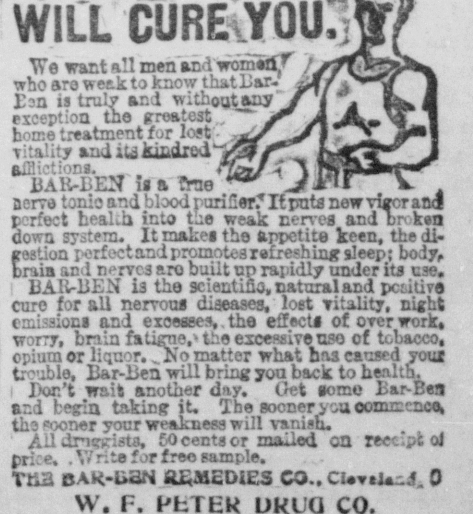 WILL CURE YOU.
We want all men and women
who are weak to know that Bar-
Ben is truly and without any
exception the greatest
home treatment for lost
vitality and its kindred
afflictions.
BAR-BEN is a true
nerve tonic and blood purifier. It puts new vigor and
perfect health into the weak nerves and broken
down system. It makes the appetite keen, the di-
gestion perfect and promotes refreshing sleep; body,
brain and nerves are built up rapidly under its use.
BAR-BEN is the scientific, natural and positive
cure for all nervous diseases, lost vitality, night
emissions and excesses, the effects of over work,
worry, brain fatigue, the excessive use of tobacco,
opium or liquor. No matter what has caused your
trouble, Bar-Ben will bring you back to health.
Don't wait another day. Get some Bar-Ben
and begin taking it. The sooner you commence,
the sooner your weakness will vanish.
All druggists, 50 cents or mailed on receipt of
price. Write for free sample.
THE BAR-BEN REMEDIES CO., Cleveland, O
W. F. PETER DRUG CO.